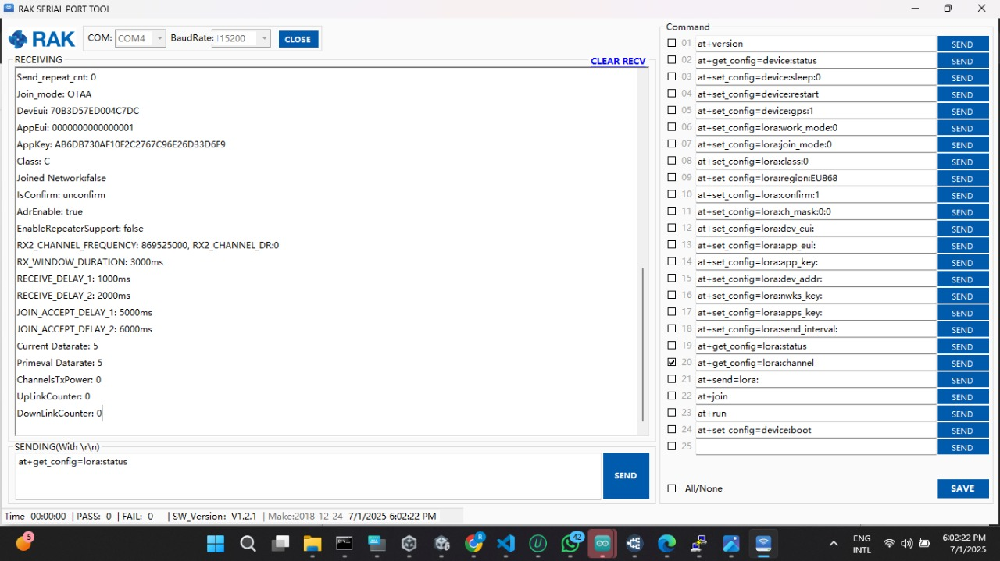 RAK SERIAL PORT TOOL
RAK COM: COM4 BaudRate: 15200 CLOSE
RECEIVING CLEAR RECV
Send_repeat_cnt: 0
Join_mode: OTAA
DevEui: 70B3D57ED004C7DC
AppEui: 0000000000000001
AppKey: AB6DB730AF10F2C2767C96E26D33D6F9
Class: C
Joined Network:false
IsConfirm: unconfirm
AdrEnable: true
EnableRepeaterSupport: false
RX2_CHANNEL_FREQUENCY: 869525000, RX2_CHANNEL_DR:0
RX_WINDOW_DURATION: 3000ms
RECEIVE_DELAY_1: 1000ms
RECEIVE_DELAY_2: 2000ms
JOIN_ACCEPT_DELAY_1: 5000ms
JOIN_ACCEPT_DELAY_2: 6000ms
Current Datarate: 5
Primeval Datarate: 5
ChannelsTxPower: 0
UpLinkCounter: 0
DownLinkCounter: 0
SENDING(With \r\n)
at+get_config=lora:status
SEND
Command
01 at+version SEND
02 at+get_config=device:status SEND
03 at+set_config=device:sleep:0 SEND
04 at+set_config=device:restart SEND
05 at+set_config=device:gps:1 SEND
06 at+set_config=lora:work_mode:0 SEND
07 at+set_config=lora:join_mode:0 SEND
08 at+set_config=lora:class:0 SEND
09 at+set_config=lora:region:EU868 SEND
10 at+set_config=lora:confirm:1 SEND
11 at+set_config=lora:ch_mask:0:0 SEND
12 at+set_config=lora:dev_eui: SEND
13 at+set_config=lora:app_eui: SEND
14 at+set_config=lora:app_key: SEND
15 at+set_config=lora:dev_addr: SEND
16 at+set_config=lora:nwks_key: SEND
17 at+set_config=lora:apps_key: SEND
18 at+set_config=lora:send_interval: SEND
19 at+get_config=lora:status SEND
20 at+get_config=lora:channel SEND
21 at+send=lora: SEND
22 at+join SEND
23 at+run SEND
24 at+set_config=device:boot SEND
25 SEND
All/None SAVE
Time 00:00:00 | PASS: 0 | FAIL: 0 | SW_Version: V1.2.1 | Make:2018-12-24 7/1/2025 6:02:22 PM
5 R 42 ENG 6:02:22 PM
INTL 7/1/2025